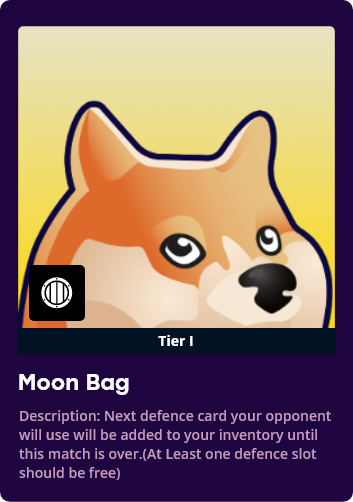 Tier I
Moon Bag
Description: Next defence card your opponent
will use will be added to your inventory until
this match is over.(At Least one defence slot
should be free)